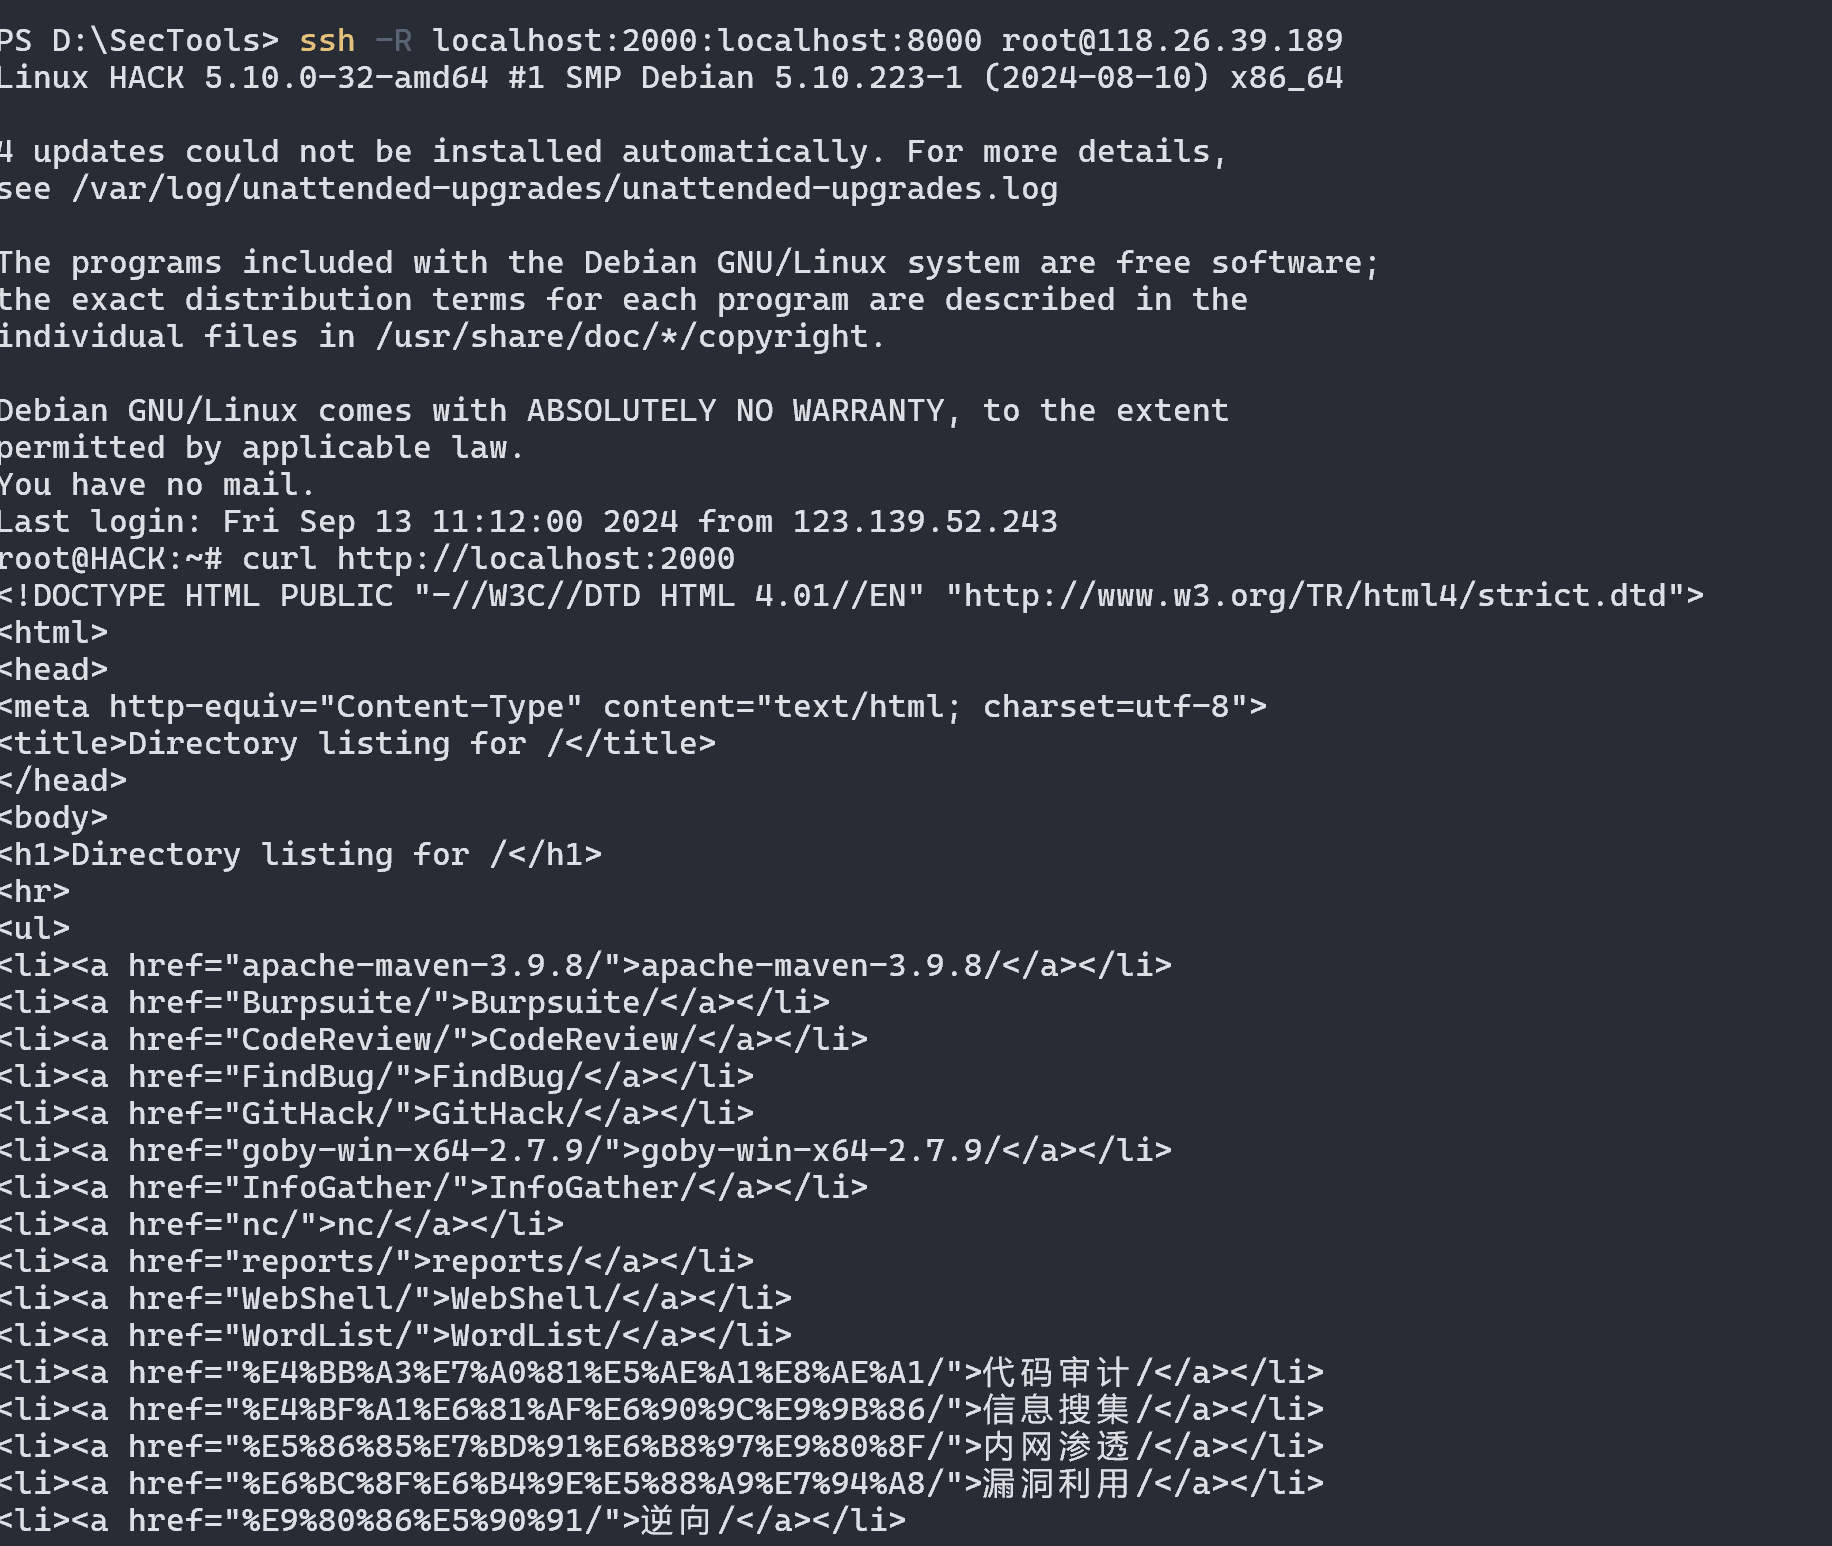 PS D:\SecTools> ssh -R localhost:2000:localhost:8000 root@118.26.39.189
Linux HACK 5.10.0-32-amd64 #1 SMP Debian 5.10.223-1 (2024-08-10) x86_64
4 updates could not be installed automatically. For more details,
see /var/log/unattended-upgrades/unattended-upgrades.log
The programs included with the Debian GNU/Linux system are free software;
the exact distribution terms for each program are described in the
individual files in /usr/share/doc/*/copyright.
Debian GNU/Linux comes with ABSOLUTELY NO WARRANTY, to the extent
permitted by applicable law.
You have no mail.
Last login: Fri Sep 13 11:12:00 2024 from 123.139.52.243
root@HACK:~# curl http://localhost:2000
<!DOCTYPE HTML PUBLIC "-//W3C//DTD HTML 4.01//EN" "http://www.w3.org/TR/html4/strict.dtd">
<html>
<head>
<meta http-equiv="Content-Type" content="text/html; charset=utf-8">
<title>Directory listing for /</title>
</head>
<body>
<h1>Directory listing for /</h1>
<hr>
<ul>
<li><a href="apache-maven-3.9.8/">apache-maven-3.9.8/</a></li>
<li><a href="Burpsuite/">Burpsuite/</a></li>
<li><a href="CodeReview/">CodeReview/</a></li>
<li><a href="FindBug/">FindBug/</a></li>
<li><a href="GitHack/">GitHack/</a></li>
<li><a href="goby-win-x64-2.7.9/">goby-win-x64-2.7.9/</a></li>
<li><a href="InfoGather/">InfoGather/</a></li>
<li><a href="nc/">nc/</a></li>
<li><a href="reports/">reports/</a></li>
<li><a href="WebShell/">WebShell/</a></li>
<li><a href="WordList/">WordList/</a></li>
<li><a href="%E4%BB%A3%E7%A0%81%E5%AE%A1%E8%AE%A1/">代码审计/</a></li>
<li><a href="%E4%BF%A1%E6%81%AF%E6%90%9C%E9%9B%86/">信息搜集/</a></li>
<li><a href="%E5%86%85%E7%BD%91%E6%B8%97%E9%80%8F/">内网渗透/</a></li>
<li><a href="%E6%BC%8F%E6%B4%9E%E5%88%A9%E7%94%A8/">漏洞利用/</a></li>
<li><a href="%E9%80%86%E5%90%91/">逆向/</a></li>